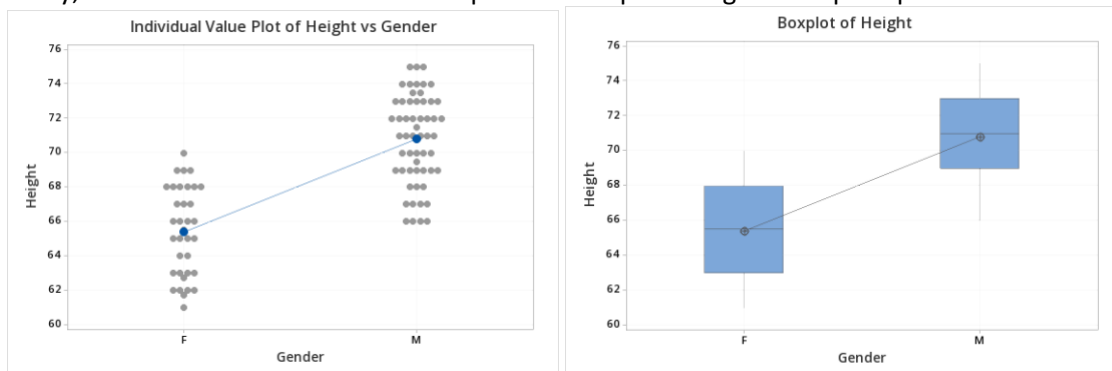 Individual Value Plot of Height vs Gender
76
74
72
70
68
66
64
62
60
Height
F
M
Gender
Boxplot of Height
76
74
72
70
68
66
64
62
60
Height
F
M
Gender